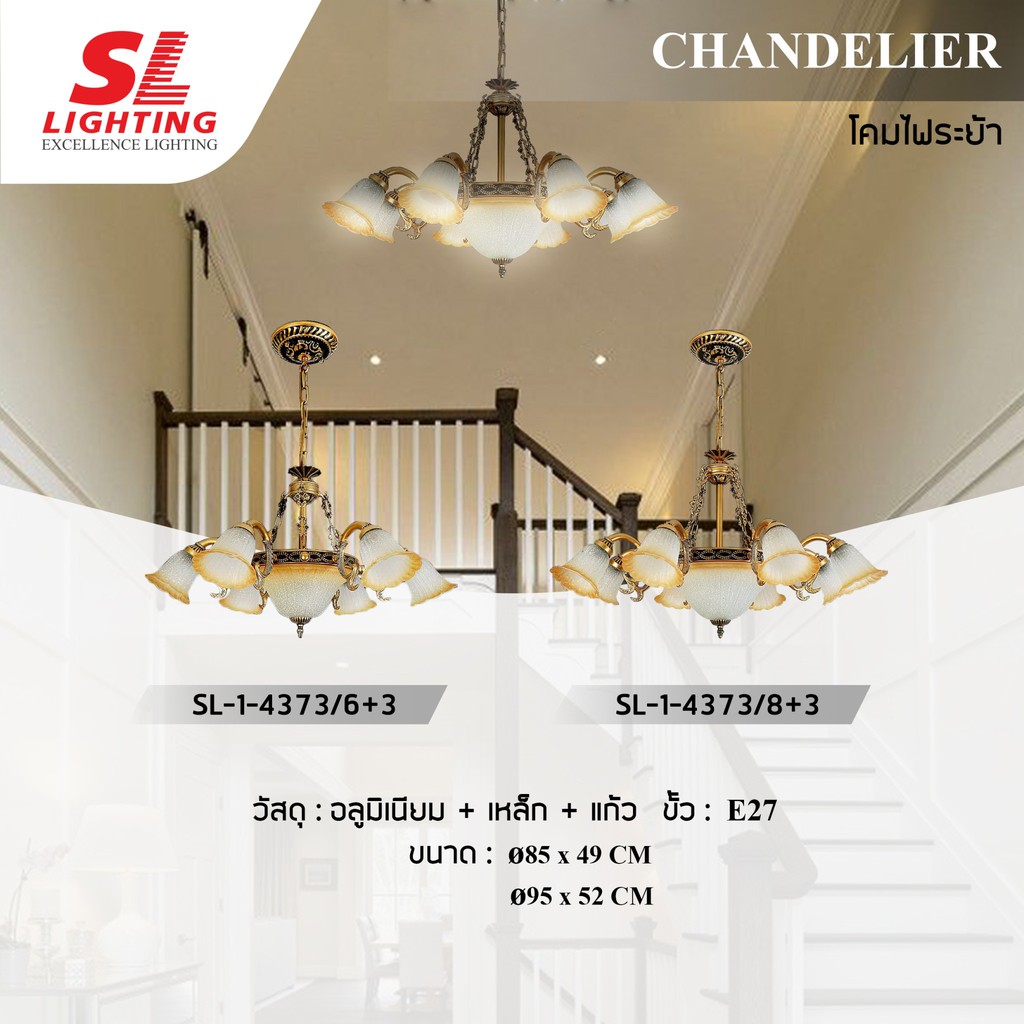 SL
LIGHTING
EXCELLENCE LIGHTING
CHANDELIER
โคมไฟระย้า
SL-1-4373/6+3
SL-1-4373/8+3
วัสดุ : อลูมิเนียม + เหล็ก + แก้ว ขั้ว : E27
ขนาด : ø85 x 49 CM
ø95 x 52 CM